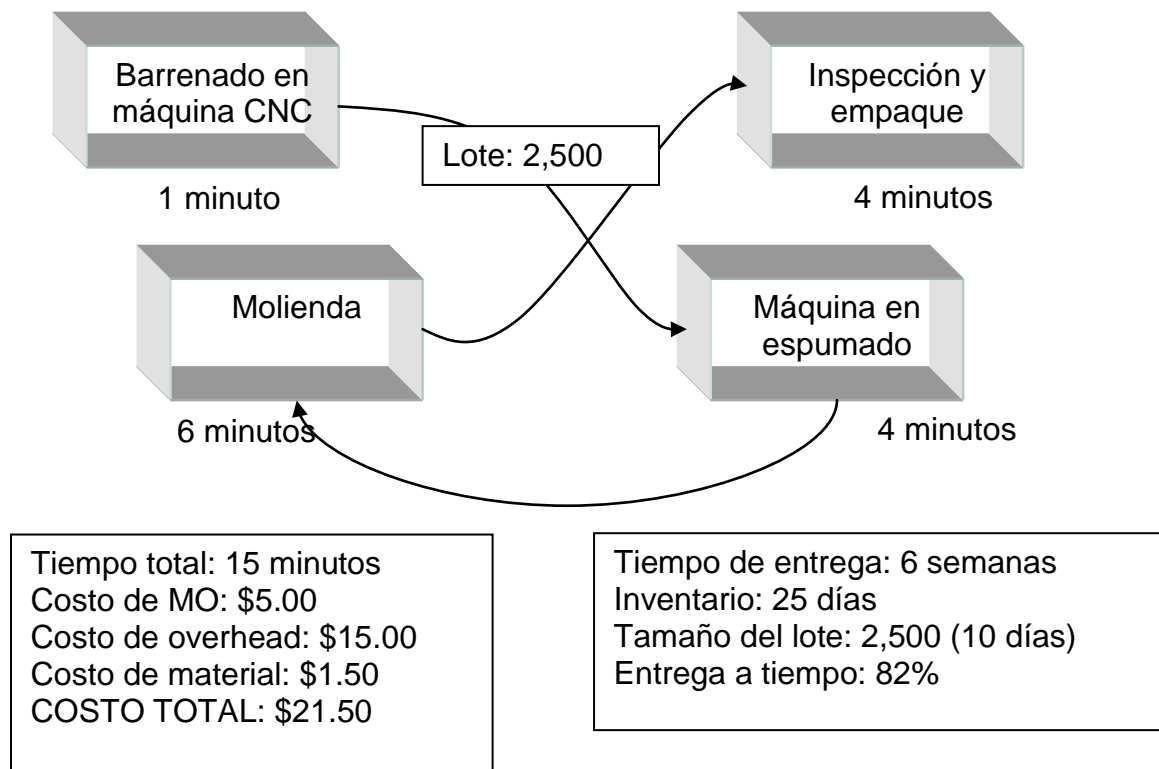 Barrenado en
máquina CNC
1 minuto
Lote: 2,500
Inspección y
empaque
4 minutos
Molienda
6 minutos
Máquina en
espumado
4 minutos
Tiempo total: 15 minutos
Costo de MO: $5.00
Costo de overhead: $15.00
Costo de material: $1.50
COSTO TOTAL: $21.50
Tiempo de entrega: 6 semanas
Inventario: 25 días
Tamaño del lote: 2,500 (10 días)
Entrega a tiempo: 82%